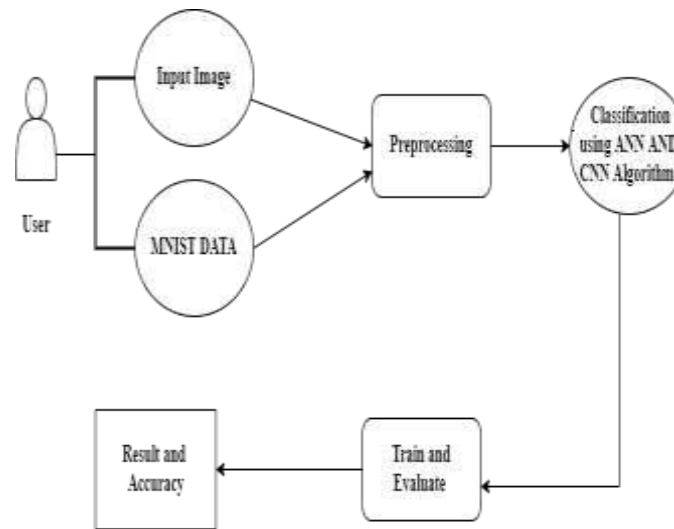 Input Image
User
MNIST DATA
Preprocessing
Classification
using ANN AND
CNN Algorithm
Train and
Evaluate
Result and
Accuracy